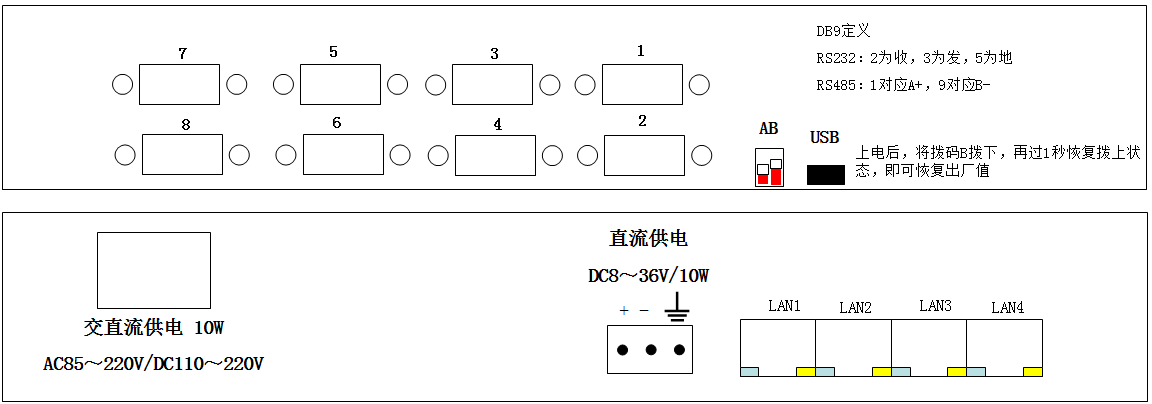 7
5
3
1
DB9定义
RS232：2为收，3为发，5为地
RS485：1对应A+，9对应B-
8
6
4
2
AB
USB
上电后，将拨码B拨下，再过1秒恢复拨上状
态，即可恢复出厂值
直流供电
DC8～36V/10W
+ -
LAN1 LAN2 LAN3 LAN4
交直流供电 10W
AC85～220V/DC110～220V